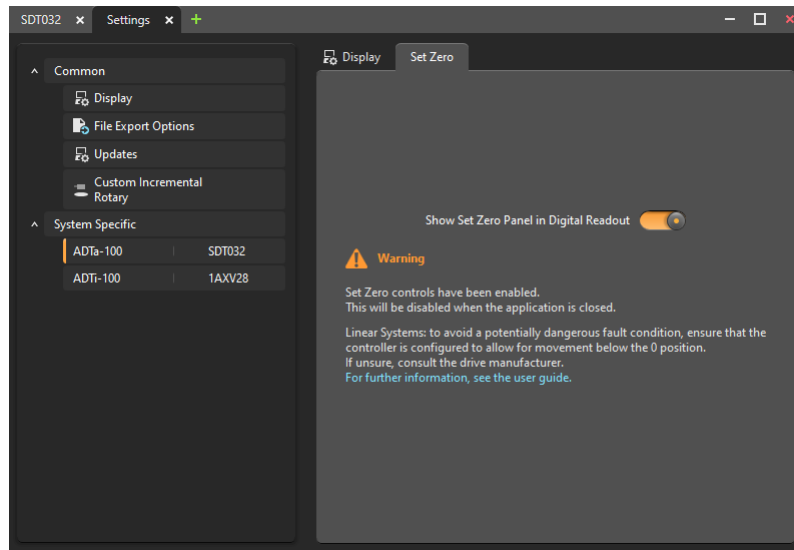 SDT032
Settings
Common
Display
File Export Options
Updates
Custom Incremental
Rotary
System Specific
ADTa-100 SDT032
ADTi-100 1AXV28
Display
Set Zero
Show Set Zero Panel in Digital Readout
Warning
Set Zero controls have been enabled.
This will be disabled when the application is closed.
Linear Systems: to avoid a potentially dangerous fault condition, ensure that the
controller is configured to allow for movement below the 0 position.
If unsure, consult the drive manufacturer.
For further information, see the user guide.